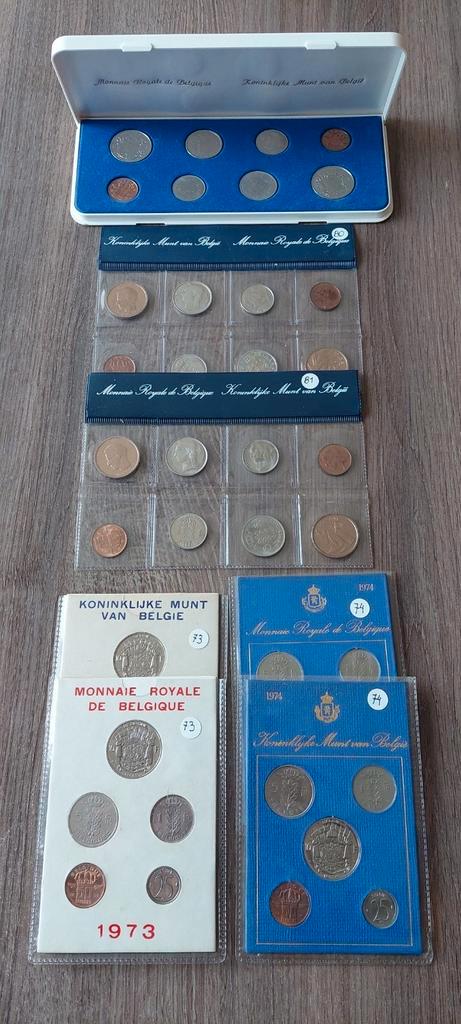 Monnaie Royale de Belgique
Koninklijke Munt van België
80
Koninklijke Munt van België
Monnaie Royale de Belgique
81
Monnaie Royale de Belgique
Koninklijke Munt van België
KONINKLIJKE MUNT
VAN BELGIE
73
1974
74
Monnaie Royale de Belgique
MONNAIE ROYALE
DE BELGIQUE
73
1973
1974
74
Koninklijke Munt van België
25
25